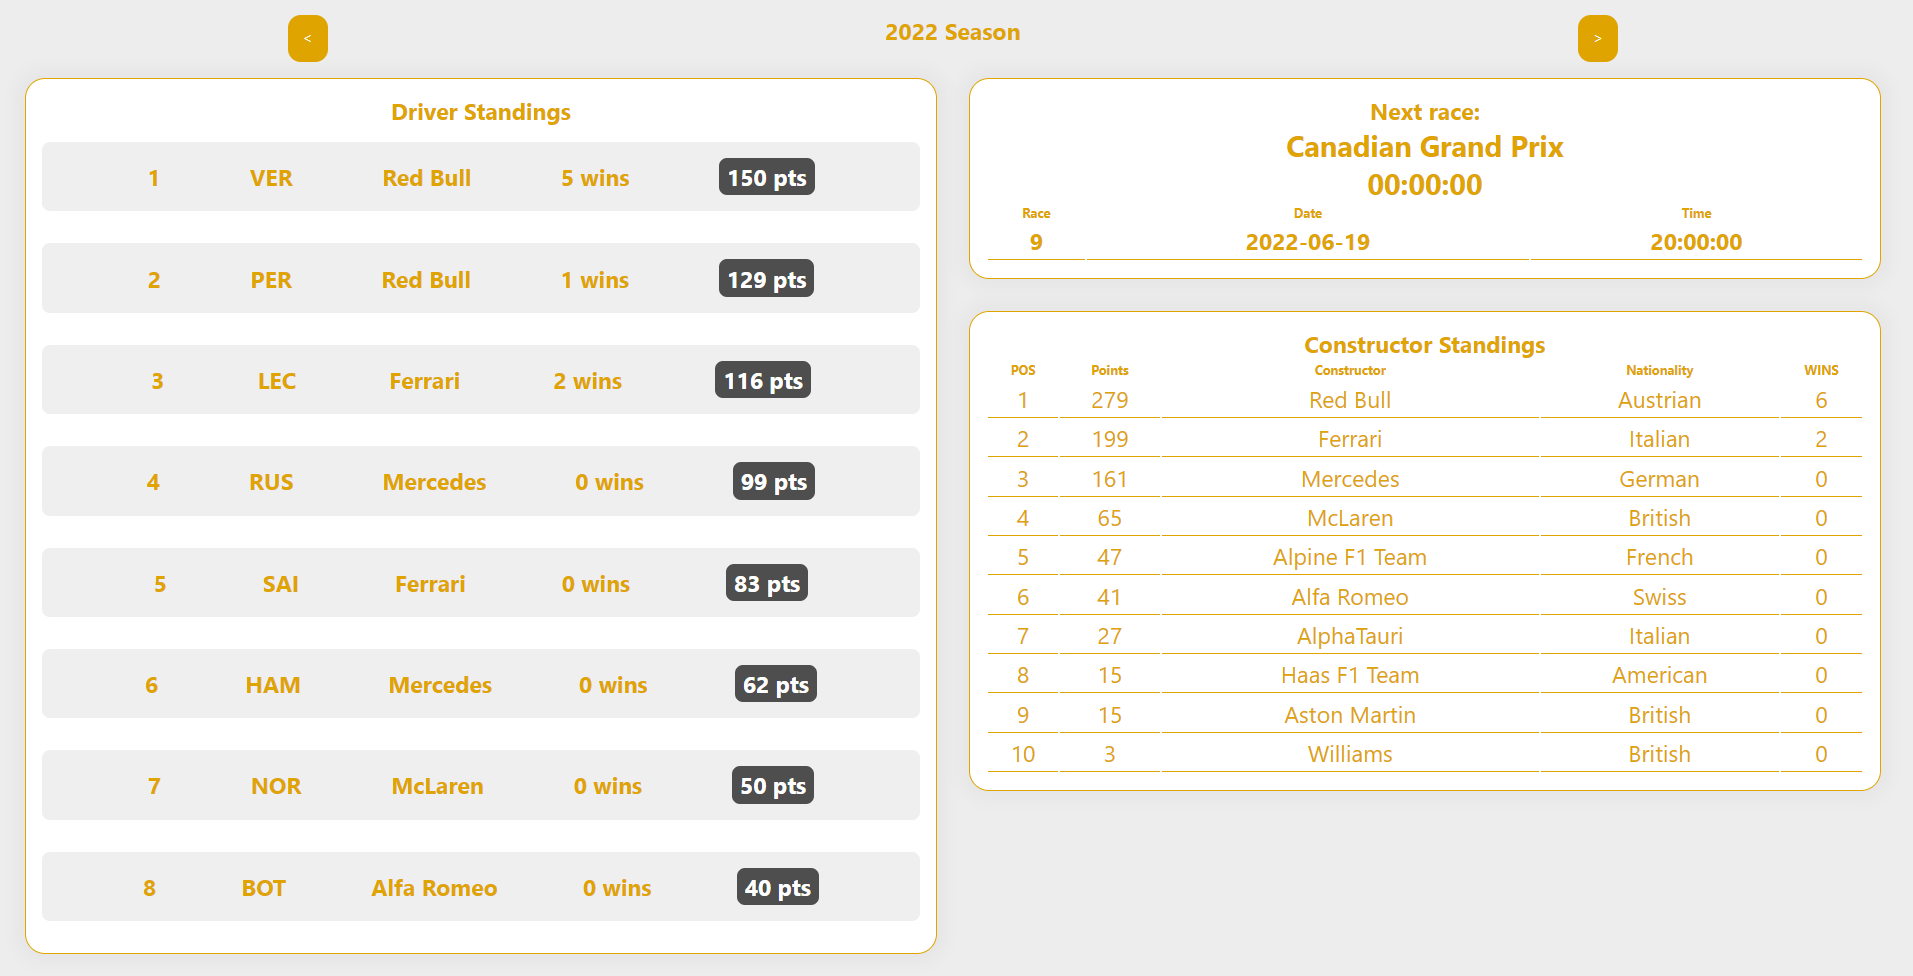 <
2022 Season
>
Driver Standings
1 VER Red Bull 5 wins 150 pts
2 PER Red Bull 1 wins 129 pts
3 LEC Ferrari 2 wins 116 pts
4 RUS Mercedes 0 wins 99 pts
5 SAI Ferrari 0 wins 83 pts
6 HAM Mercedes 0 wins 62 pts
7 NOR McLaren 0 wins 50 pts
8 BOT Alfa Romeo 0 wins 40 pts
Next race:
Canadian Grand Prix
00:00:00
Race Date Time
9 2022-06-19 20:00:00
Constructor Standings
POS Points Constructor Nationality WINS
1 279 Red Bull Austrian 6
2 199 Ferrari Italian 2
3 161 Mercedes German 0
4 65 McLaren British 0
5 47 Alpine F1 Team French 0
6 41 Alfa Romeo Swiss 0
7 27 AlphaTauri Italian 0
8 15 Haas F1 Team American 0
9 15 Aston Martin British 0
10 3 Williams British 0